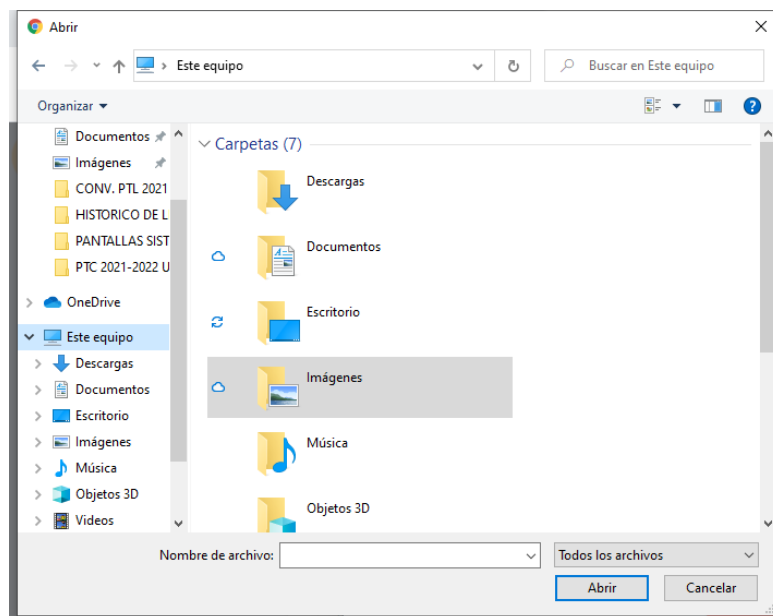 Abrir
Este equipo
Buscar en Este equipo
Organizar
Documentos
Imágenes
CONV. PTL 2021
HISTORICO DE L
PANTALLAS SIST
PTC 2021-2022 U
OneDrive
Este equipo
Descargas
Documentos
Escritorio
Imágenes
Música
Objetos 3D
Videos
Carpetas (7)
Descargas
Documentos
Escritorio
Imágenes
Música
Objetos 3D
Nombre de archivo:
Todos los archivos
Abrir
Cancelar